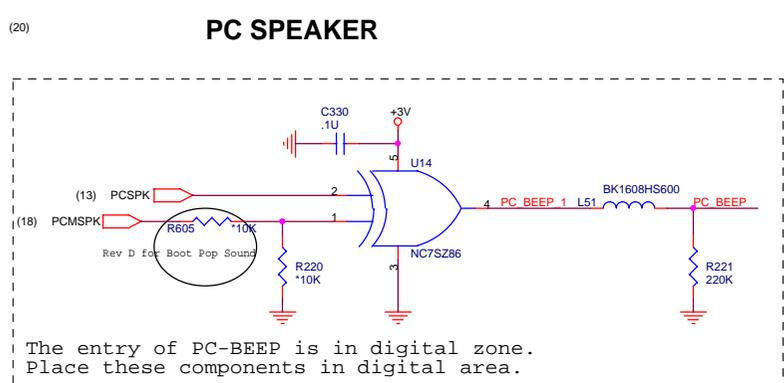 (20)
PC SPEAKER
C330
.1U
+3V
5
U14
(13) PCSPK
2
BK1608HS600
4 PC_BEEP_1 L51
PC_BEEP
(18) PCMSPK
1
R605 *10K
Rev D for Boot Pop Sound
NC7SZ86
3
R220
*10K
R221
220K
The entry of PC-BEEP is in digital zone.
Place these components in digital area.